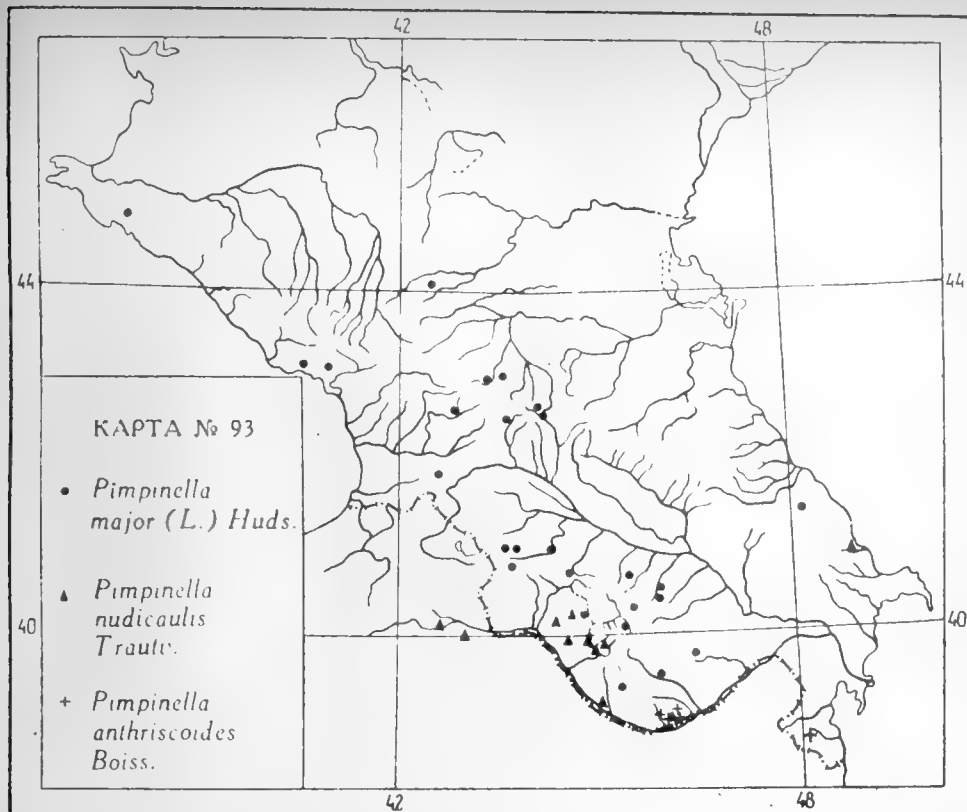 42 48
44 44
КАРТА № 93
Pimpinella
major (L.) Huds.
Pimpinella
nudicaulis
Trautv.
40 40
Pimpinella
anthriscoides
Boiss.
42 48